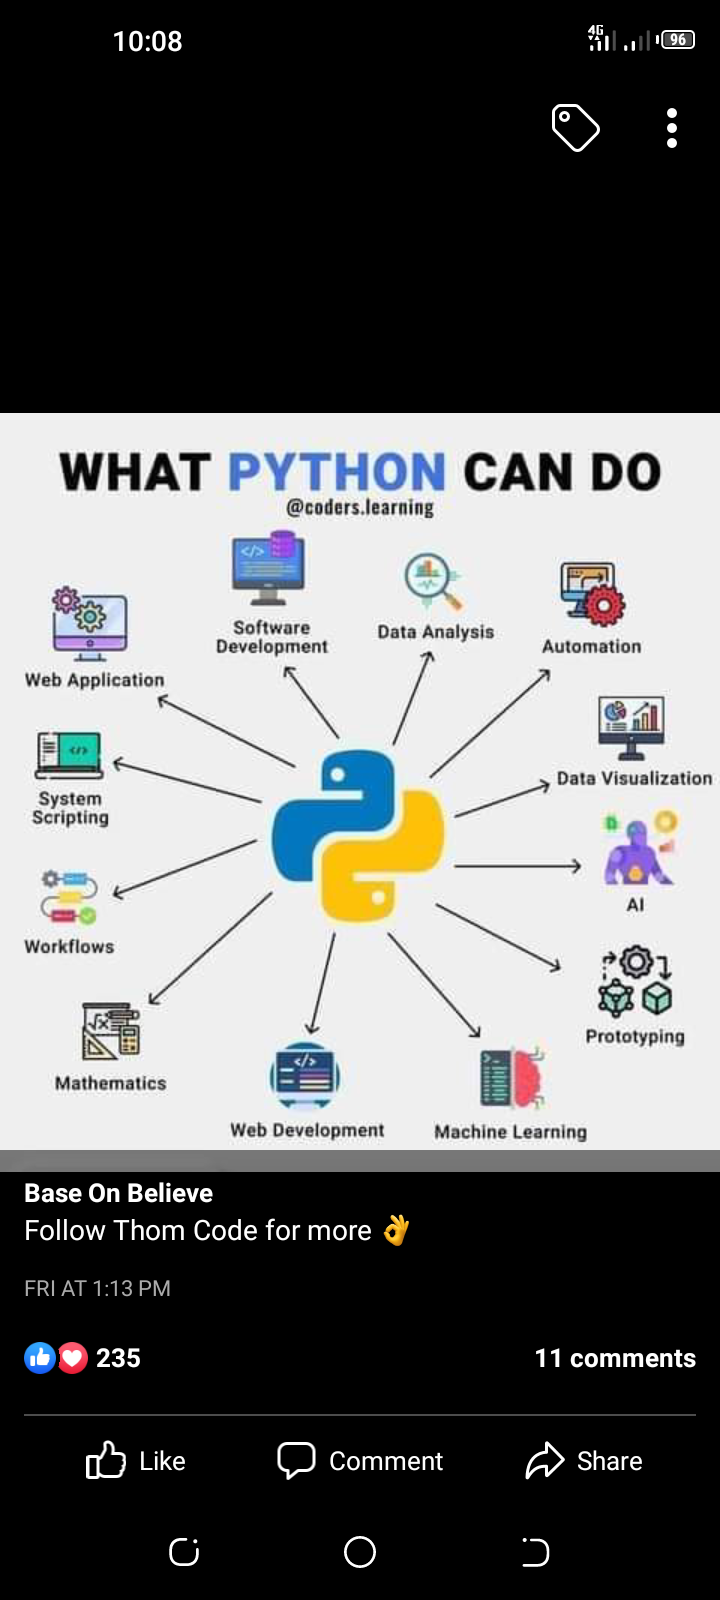 10:08
4G
96
WHAT PYTHON CAN DO
@coders.learning
Software
Development
Data Analysis
Automation
Web Application
Data Visualization
System
Scripting
AI
Workflows
Prototyping
Mathematics
Web Development
Machine Learning
Base On Believe
Follow Thom Code for more 👌
FRI AT 1:13 PM
235
11 comments
Like
Comment
Share